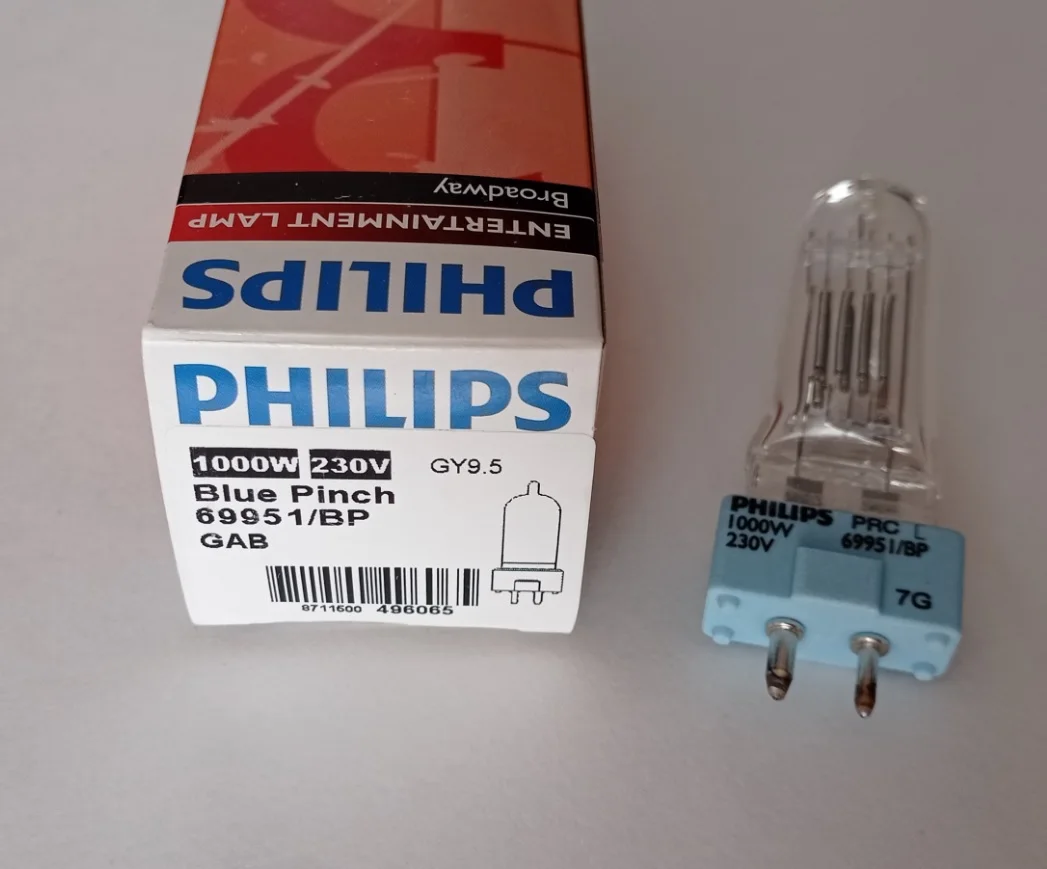 Broadway
ENTERTAINMENT LAMP
PHILIPS
PHILIPS
1000W 230V GY9.5
Blue Pinch
69951/BP
GAB
8711600 496065
PHILIPS PRC L
1000W 69951/BP
230V
7G